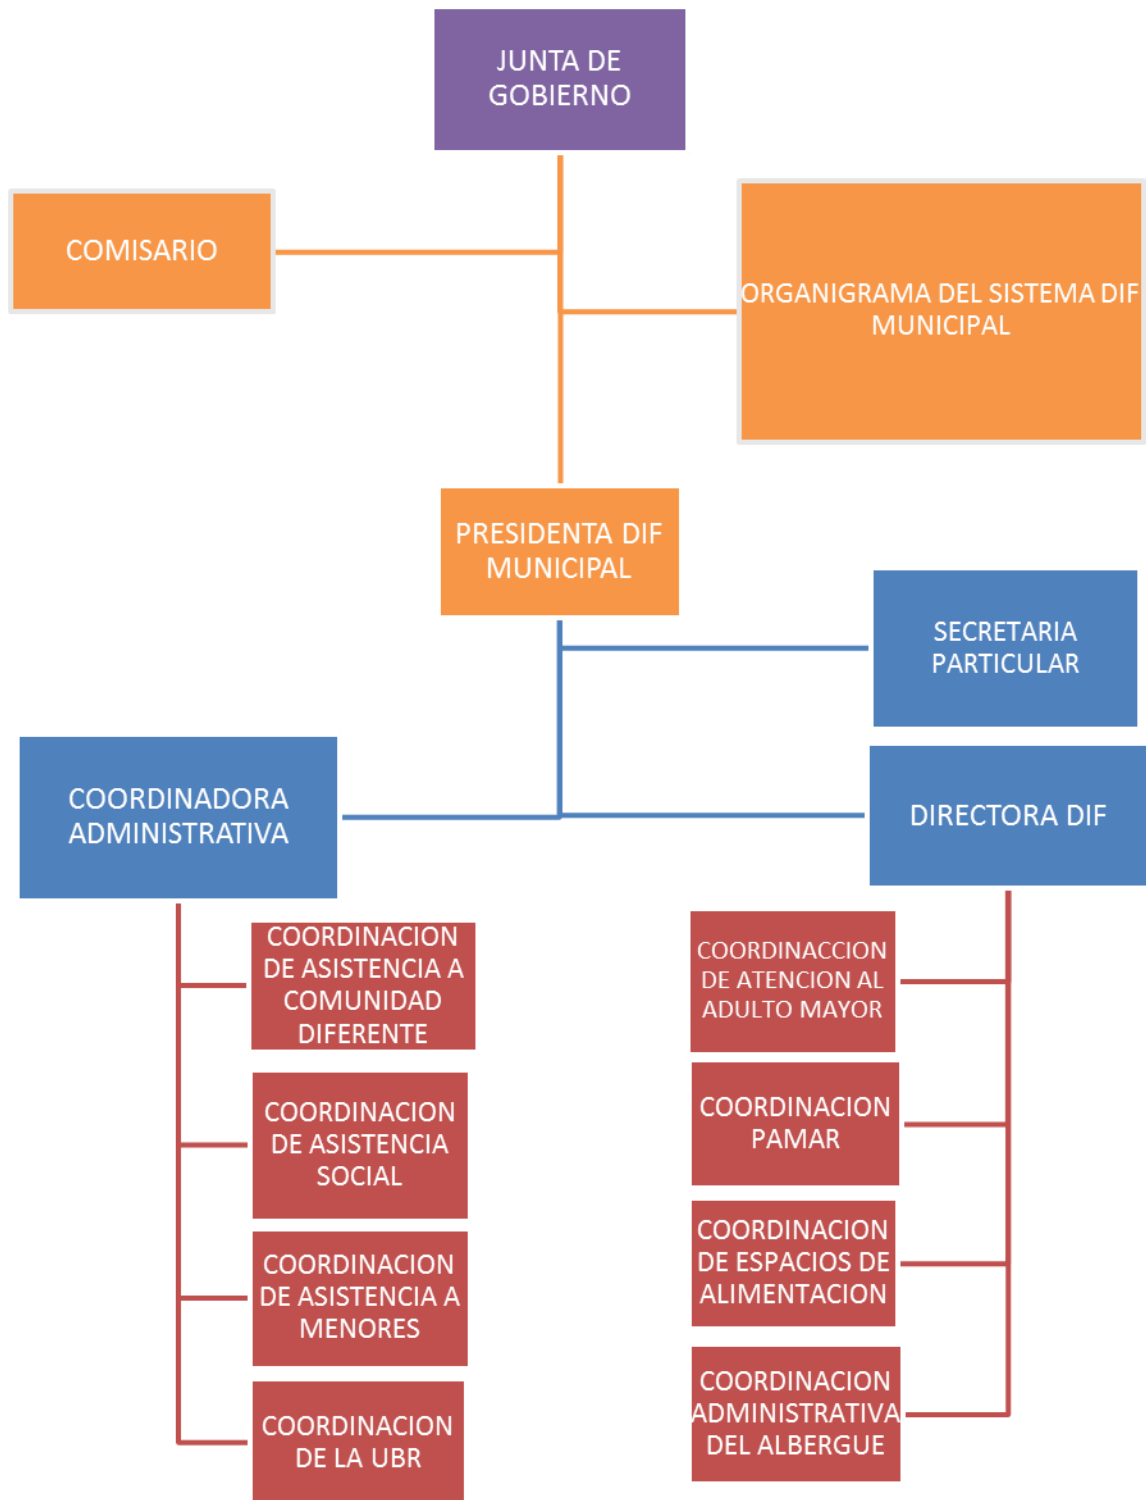 JUNTA DE
GOBIERNO
COMISARIO
ORGANIGRAMA DEL SISTEMA DIF
MUNICIPAL
PRESIDENTA DIF
MUNICIPAL
SECRETARIA
PARTICULAR
COORDINADORA
ADMINISTRATIVA
DIRECTORA DIF
COORDINACION
DE ASISTENCIA A
COMUNIDAD
DIFERENTE
COORDINACION
DE ASISTENCIA
SOCIAL
COORDINACION
DE ASISTENCIA A
MENORES
COORDINACION
DE LA UBR
COORDINACCION
DE ATENCION AL
ADULTO MAYOR
COORDINACION
PAMAR
COORDINACION
DE ESPACIOS DE
ALIMENTACION
COORDINACION
ADMINISTRATIVA
DEL ALBERGUE